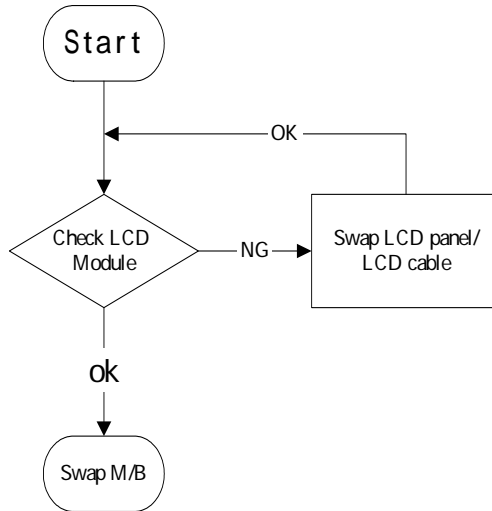 Start
OK
Check LCD
Module
NG
Swap LCD panel/
LCD cable
ok
Swap M/B